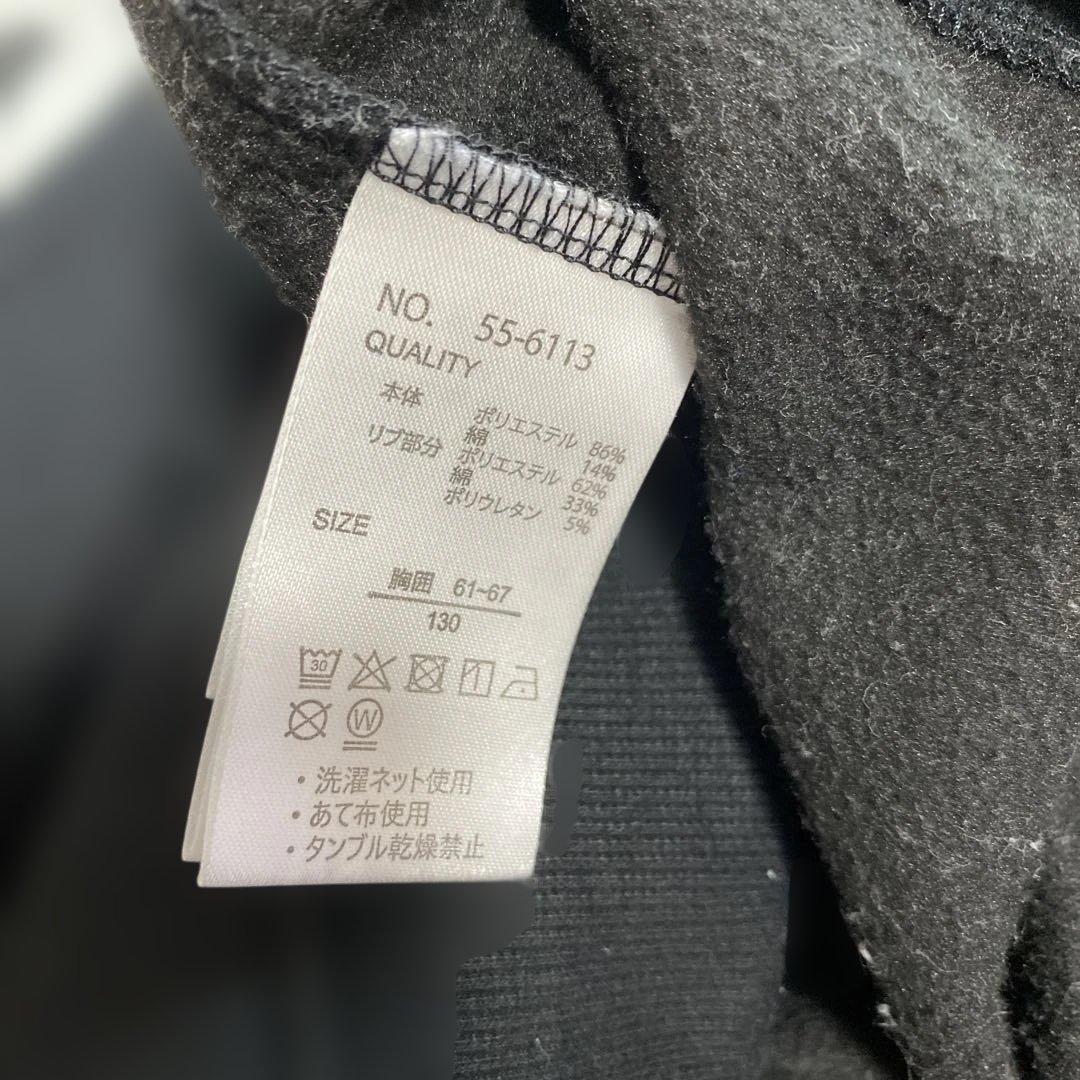 NO. 55-6113
QUALITY
本体 ポリエステル 86%
綿 14%
リブ部分 ポリエステル 62%
綿 33%
ポリウレタン 5%
SIZE
胸囲 61~67
130
30
W
・洗濯ネット使用
・あて布使用
・タンブル乾燥禁止